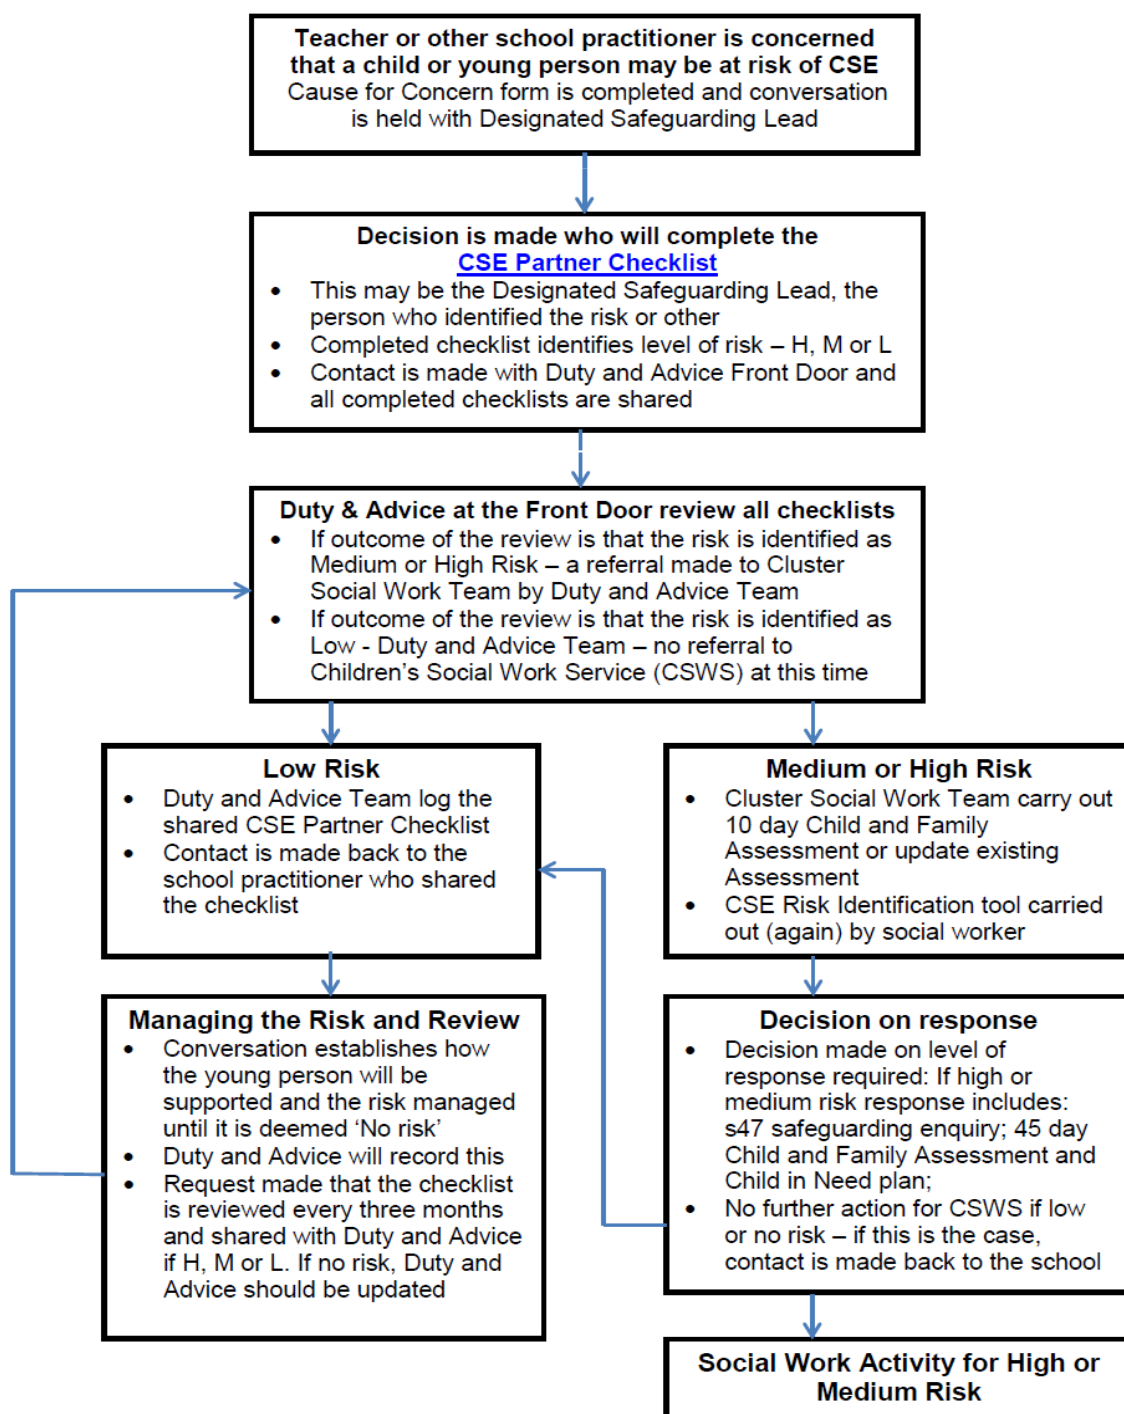 Teacher or other school practitioner is concerned
that a child or young person may be at risk of CSE
Cause for Concern form is completed and conversation
is held with Designated Safeguarding Lead
Decision is made who will complete the
CSE Partner Checklist
• This may be the Designated Safeguarding Lead, the
person who identified the risk or other
• Completed checklist identifies level of risk – H, M or L
• Contact is made with Duty and Advice Front Door and
all completed checklists are shared
Duty & Advice at the Front Door review all checklists
• If outcome of the review is that the risk is identified as
Medium or High Risk – a referral made to Cluster
Social Work Team by Duty and Advice Team
• If outcome of the review is that the risk is identified as
Low - Duty and Advice Team – no referral to
Children's Social Work Service (CSWS) at this time
Low Risk
• Duty and Advice Team log the
shared CSE Partner Checklist
• Contact is made back to the
school practitioner who shared
the checklist
Medium or High Risk
• Cluster Social Work Team carry out
10 day Child and Family
Assessment or update existing
Assessment
• CSE Risk Identification tool carried
out (again) by social worker
Managing the Risk and Review
• Conversation establishes how
the young person will be
supported and the risk managed
until it is deemed 'No risk'
• Duty and Advice will record this
• Request made that the checklist
is reviewed every three months
and shared with Duty and Advice
if H, M or L. If no risk, Duty and
Advice should be updated
Decision on response
• Decision made on level of
response required: If high or
medium risk response includes:
s47 safeguarding enquiry; 45 day
Child and Family Assessment and
Child in Need plan;
• No further action for CSWS if low
or no risk – if this is the case,
contact is made back to the school
Social Work Activity for High or
Medium Risk